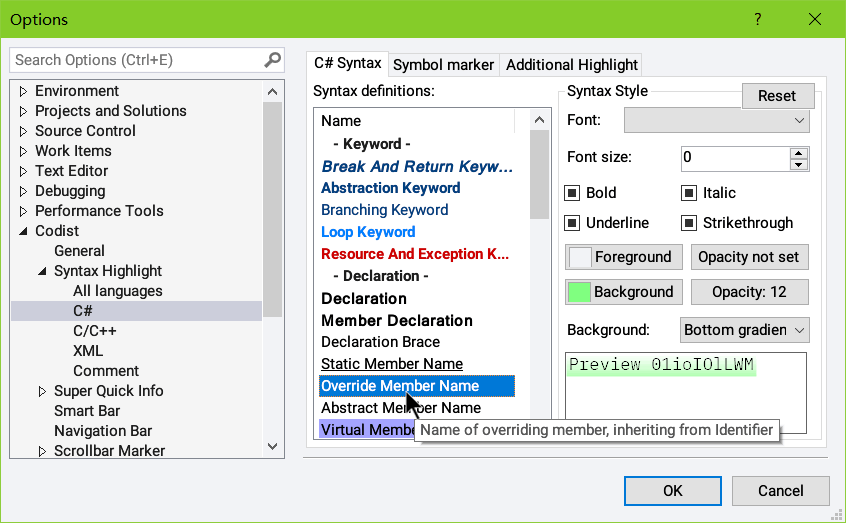 Options
?
Search Options (Ctrl+E)
Environment
Projects and Solutions
Source Control
Work Items
Text Editor
Debugging
Performance Tools
Codist
General
Syntax Highlight
All languages
C#
C/C++
XML
Comment
Super Quick Info
Smart Bar
Navigation Bar
Scrollbar Marker
C# Syntax
Symbol marker
Additional Highlight
Syntax definitions:
Name
- Keyword -
Break And Return Keyw...
Abstraction Keyword
Branching Keyword
Loop Keyword
Resource And Exception K...
- Declaration -
Declaration
Member Declaration
Declaration Brace
Static Member Name
Override Member Name
Abstract Member Name
Virtual Membe
Name of overriding member, inheriting from Identifier
Syntax Style
Reset
Font:
Font size:
0
Bold
Italic
Underline
Strikethrough
Foreground
Opacity not set
Background
Opacity: 12
Background:
Bottom gradien
Preview 01ioIOlLWM
OK
Cancel